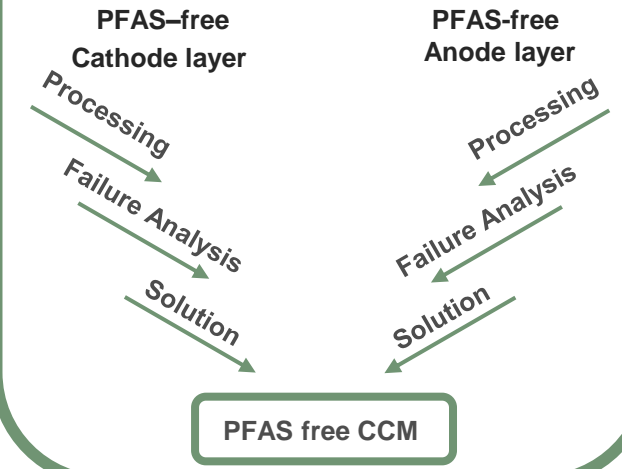 PFAS–free
Cathode layer
PFAS-free
Anode layer
Processing
Failure Analysis
Solution
Processing
Failure Analysis
Solution
PFAS free CCM